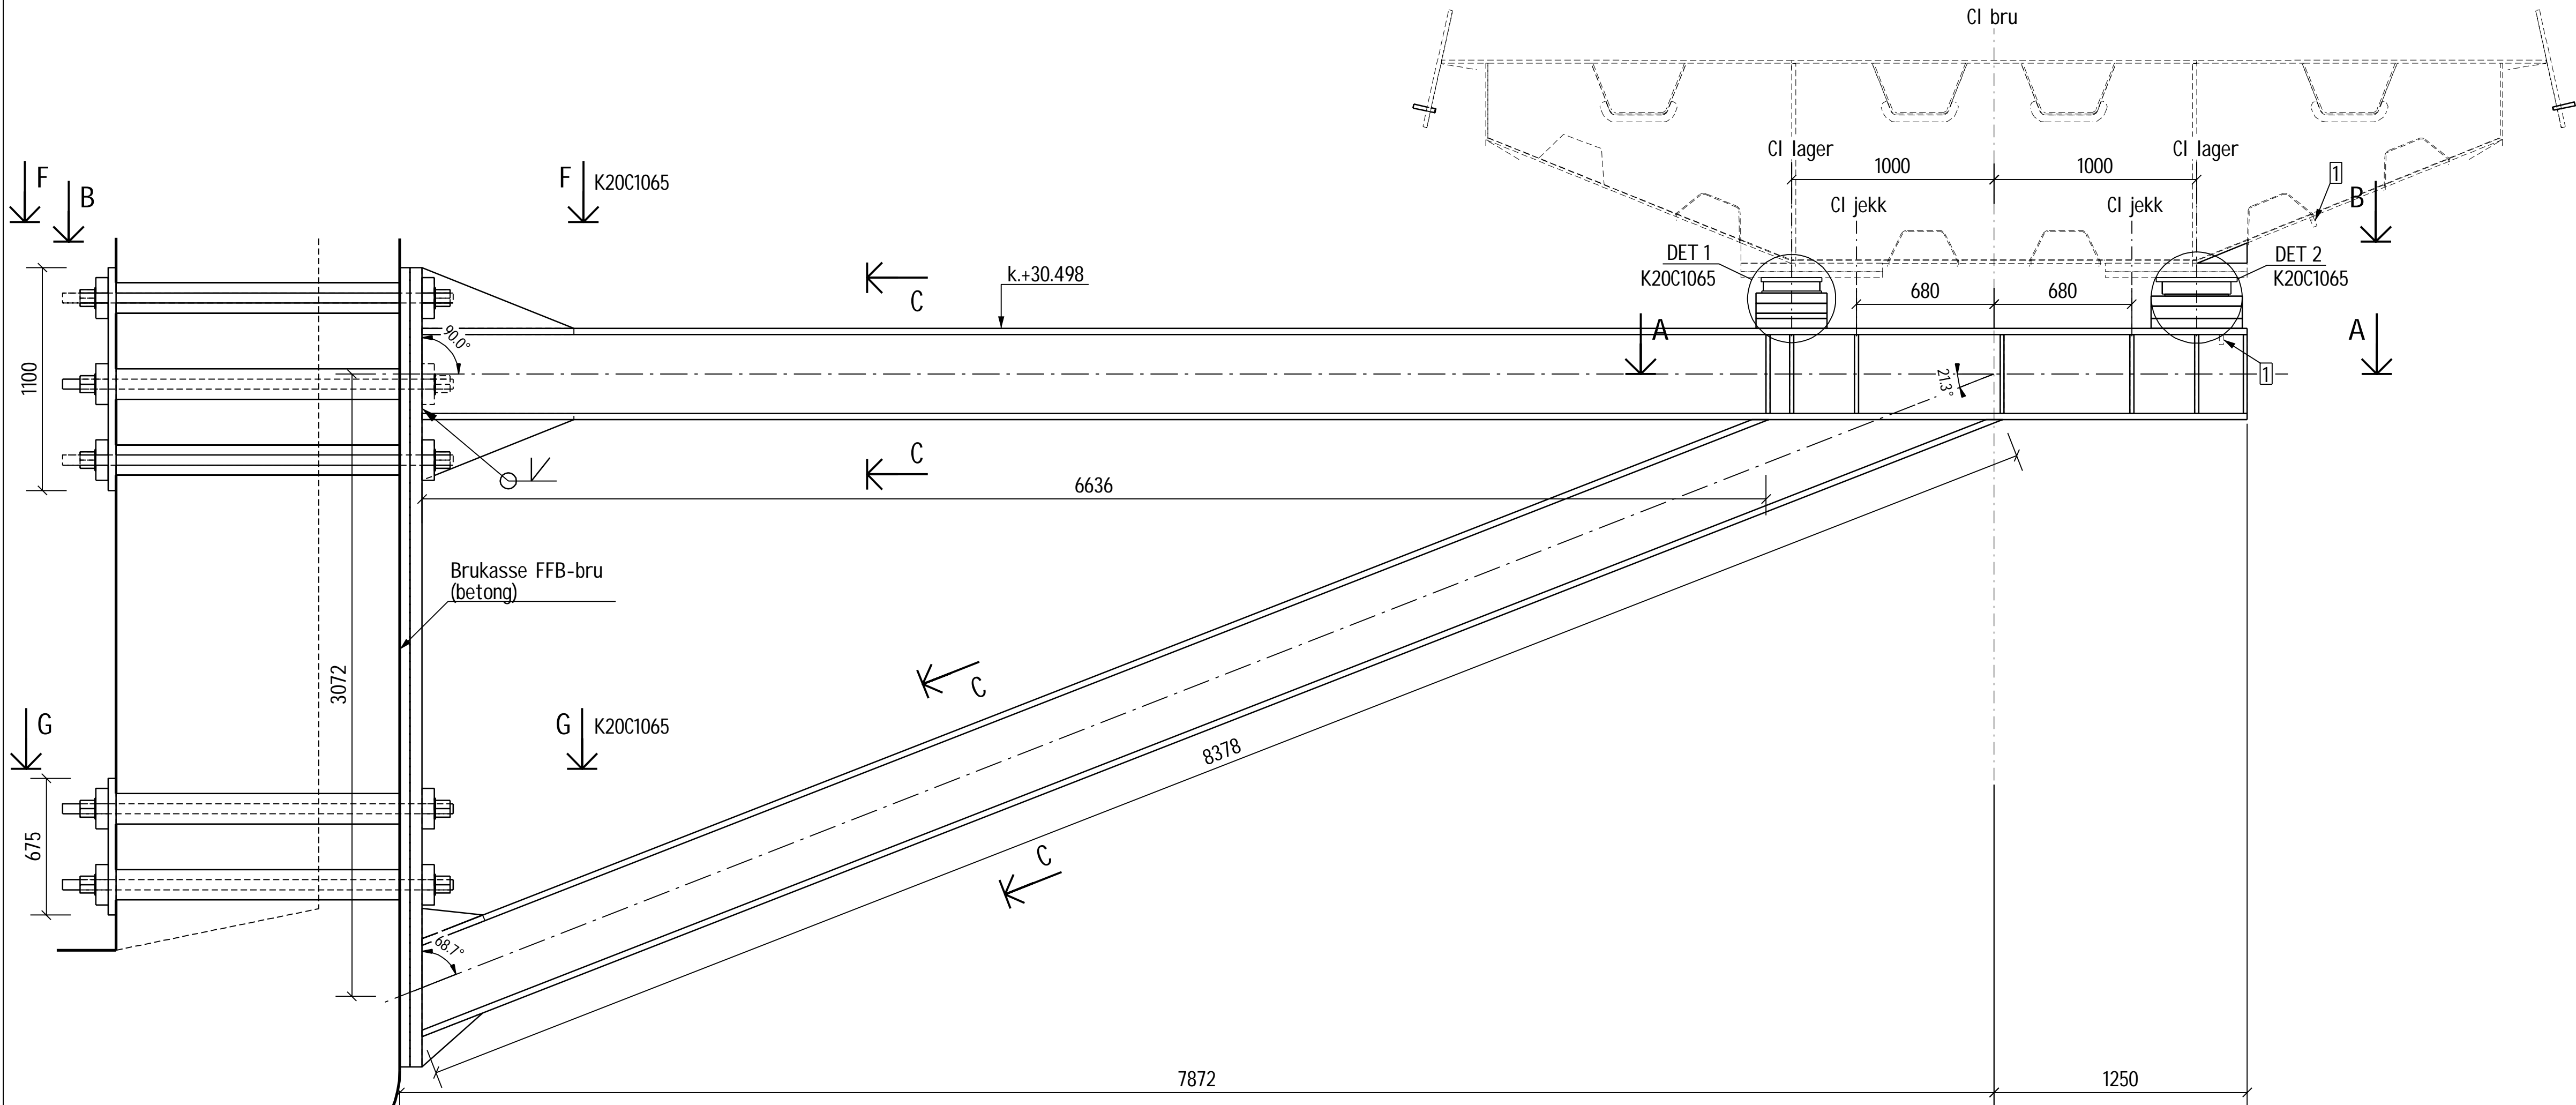 Cl bru
Cl lager
Cl lager
1000
1000
1
F
F
K20C1065
B
B
Cl jekk
Cl jekk
DET 1
K20C1065
DET 2
K20C1065
k.+30.498
C
680
680
A
A
90.0°
1100
21.3°
1
C
6636
Brukasse FFB-bru
(betong)
3072
C
G
G
K20C1065
8378
675
C
68.7°
7872
1250